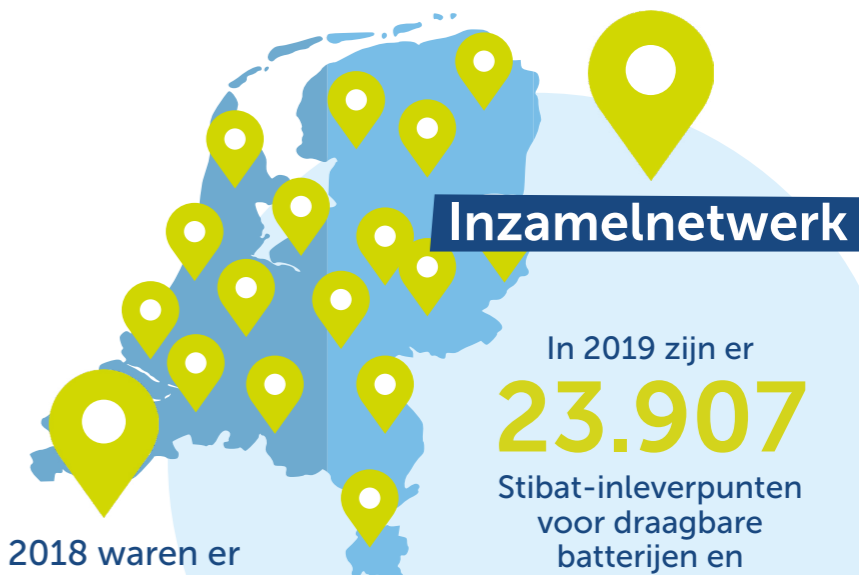 Inzamelnetwerk
In 2019 zijn er
23.907
Stibat-inleverpunten
voor draagbare
batterijen en
2018 waren er